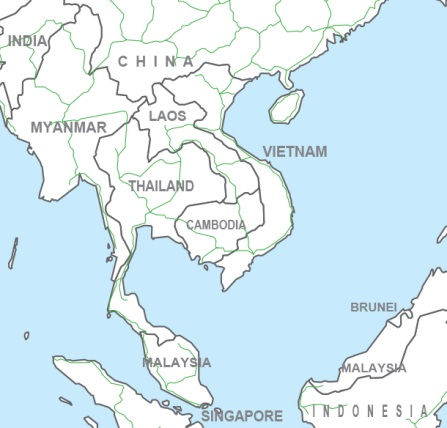 INDIA
CHINA
LAOS
MYANMAR
VIETNAM
THAILAND
CAMBODIA
BRUNEI
MALAYSIA
MALAYSIA
INDONESIA
SINGAPORE